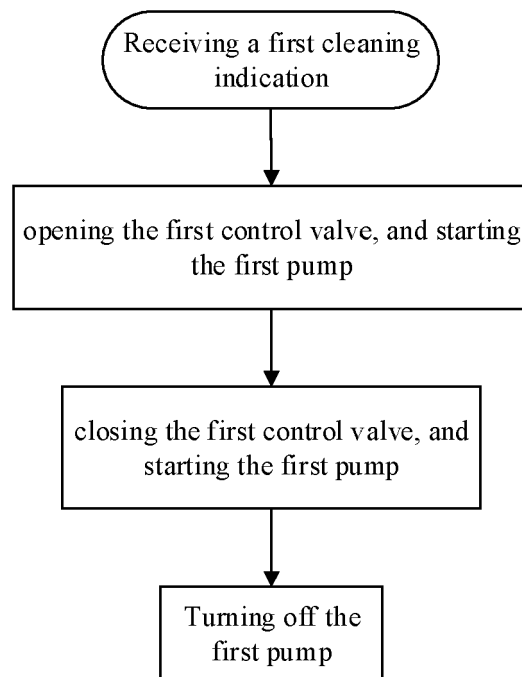 Receiving a first cleaning
indication
opening the first control valve, and starting
the first pump
closing the first control valve, and
starting the first pump
Turning off the
first pump